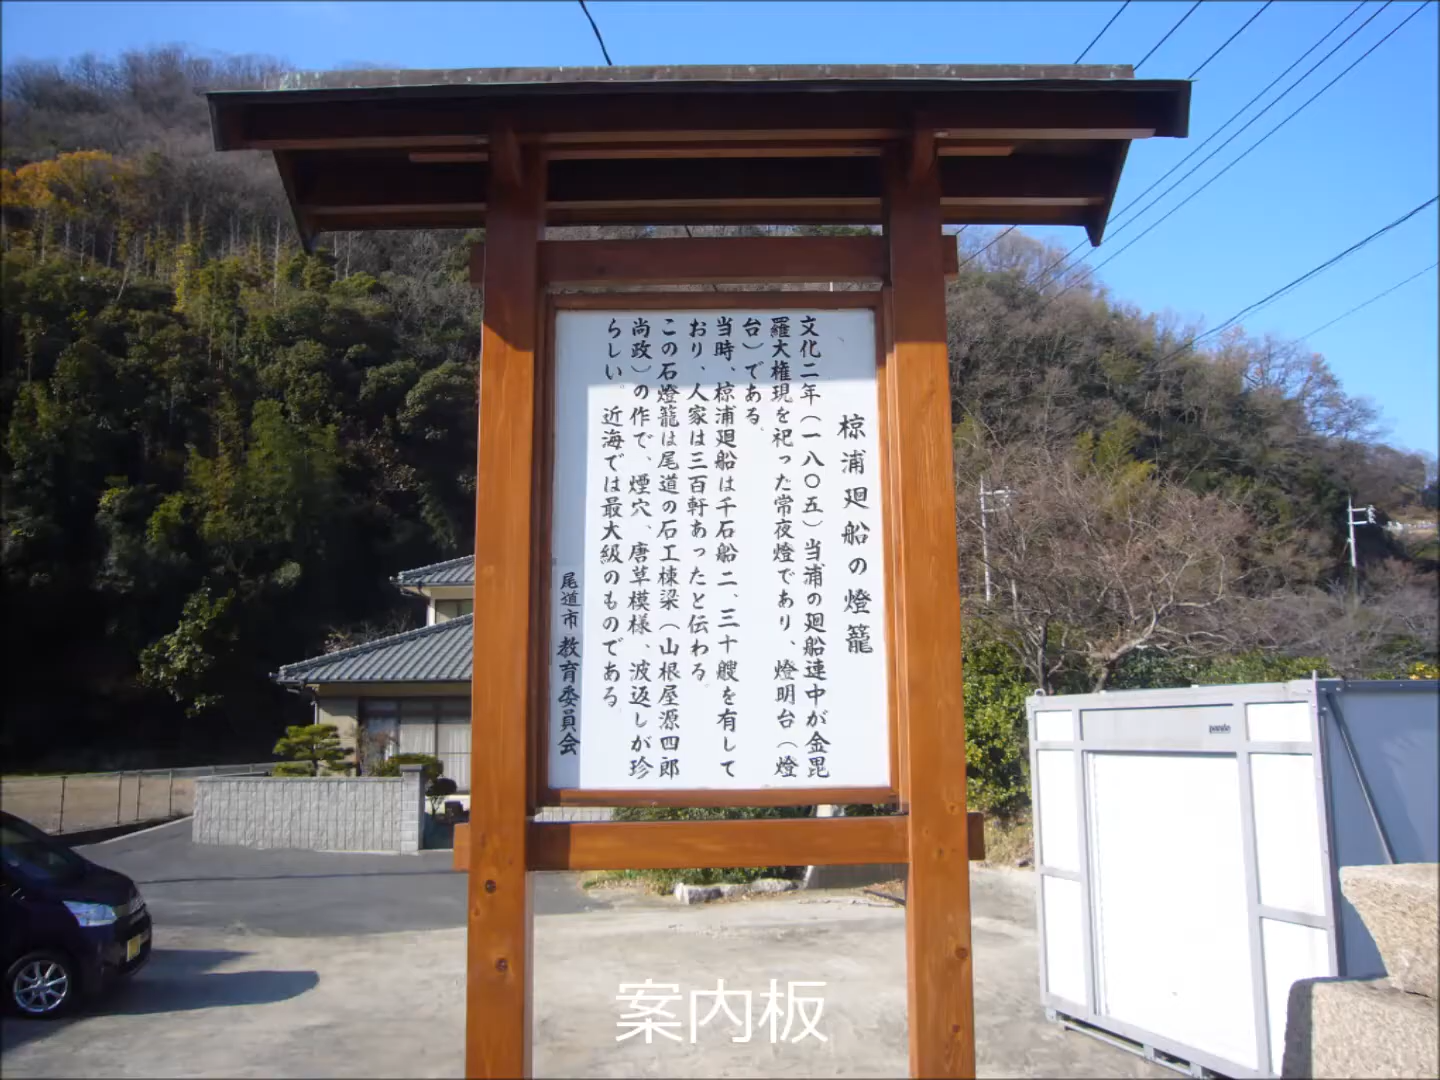 椋浦廻船の燈籠
文化二年（一八〇五）当浦の廻船連中が金毘
羅大権現を祀った常夜燈であり、燈明台（燈
台）である。
当時、椋浦廻船は千石船二、三十艘を有して
おり、人家は三百軒あったと伝わる。
この石燈籠は尾道の石工棟梁（山根屋源四郎
尚政）の作で、煙穴、唐草模様、波返しが珍
らしい。近海では最大級のものである。
尾道市教育委員会
案内板